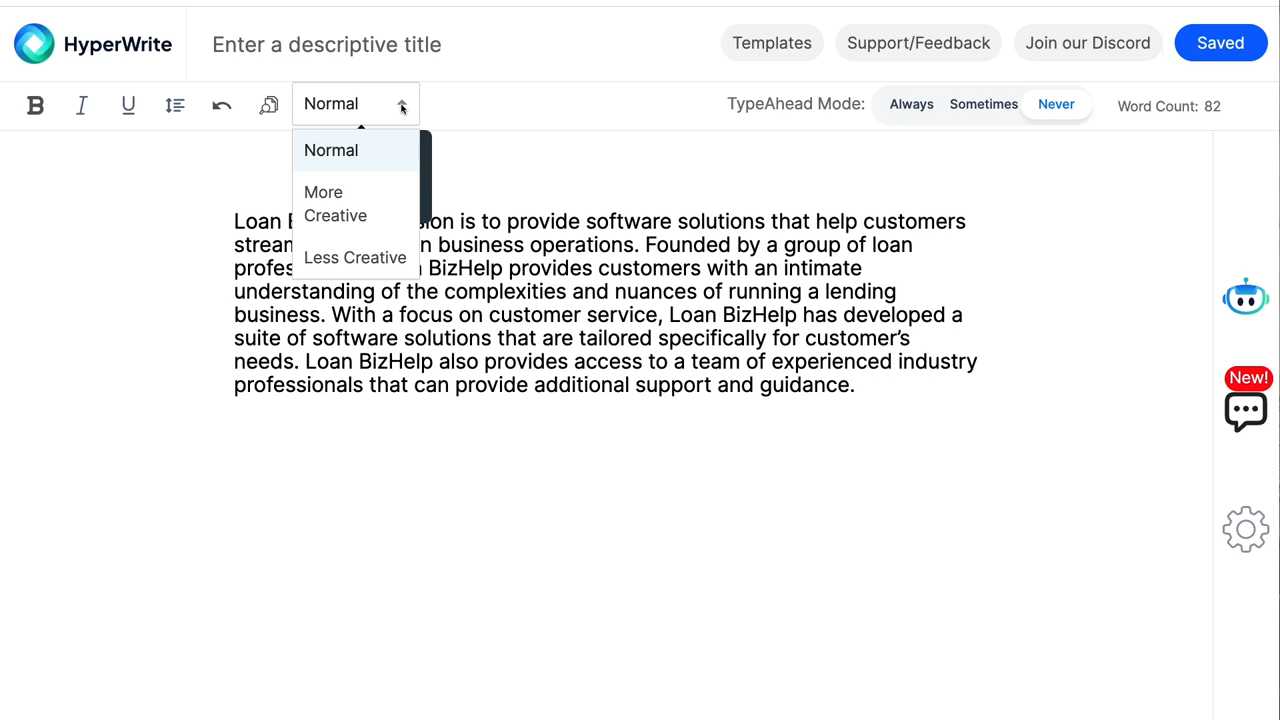 HyperWrite
Enter a descriptive title
Templates
Support/Feedback
Join our Discord
Saved
B I U
Normal
TypeAhead Mode:
Always
Sometimes
Never
Word Count: 82
Normal
More
Creative
Less Creative
Loan is to provide software solutions that help customers
business operations. Founded by a group of loan
BizHelp provides customers with an intimate
understanding of the complexities and nuances of running a lending
business. With a focus on customer service, Loan BizHelp has developed a
suite of software solutions that are tailored specifically for customer’s
needs. Loan BizHelp also provides access to a team of experienced industry
professionals that can provide additional support and guidance.
New!